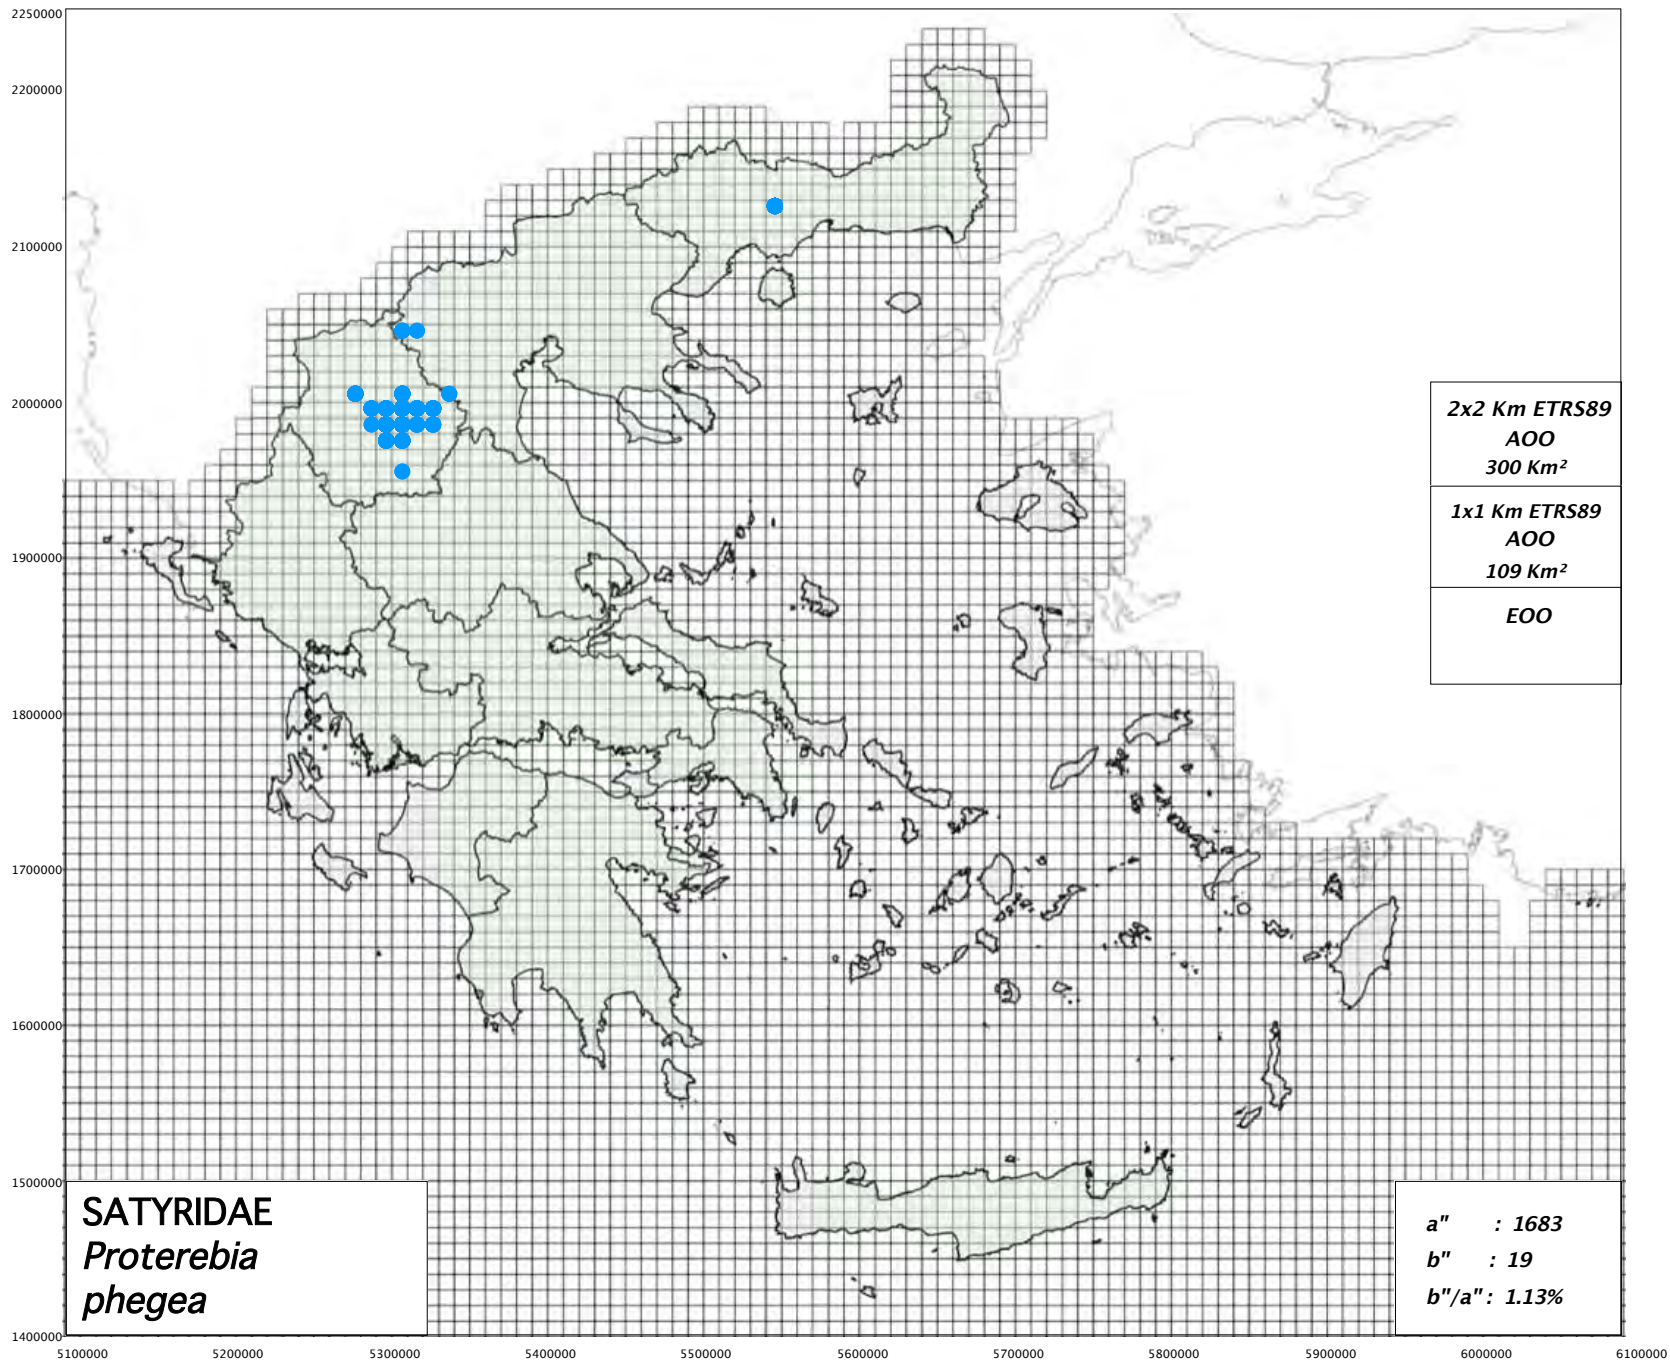 2250000
2200000
2100000
2000000
1900000
1800000
1700000
1600000
1500000
1400000
2x2 Km ETRS89
AOO
300 Km²
1x1 Km ETRS89
AOO
109 Km²
EOO
SATYRIDAE
Proterebia
phegea
a" : 1683
b" : 19
b"/a" : 1.13%
5100000 5200000 5300000 5400000 5500000 5600000 5700000 5800000 5900000 6000000 6100000